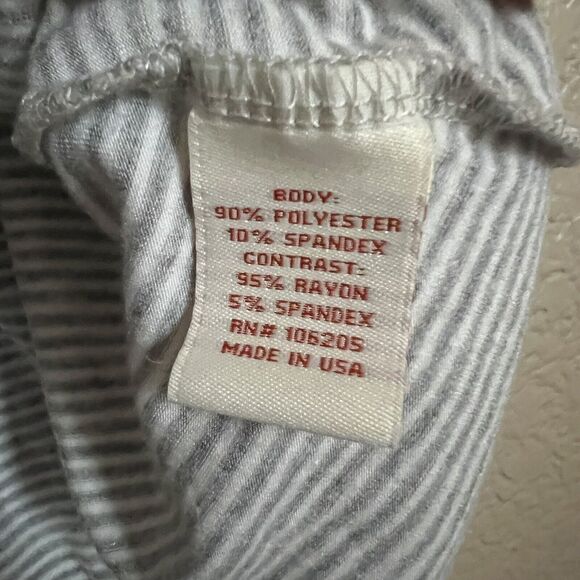 BODY:
90% POLYESTER
10% SPANDEX
CONTRAST:
95% RAYON
5% SPANDEX
RN# 106205
MADE IN USA